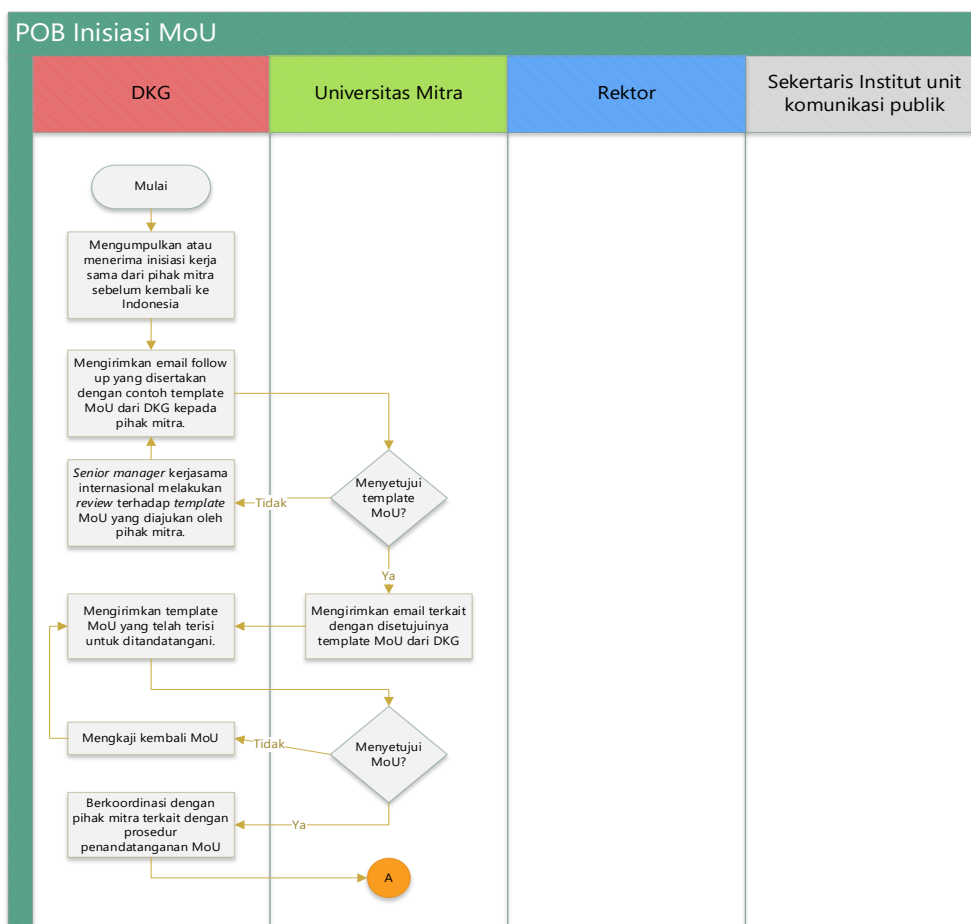 POB Inisiasi MoU
DKG
Universitas Mitra
Rektor
Sekertaris Institut unit
komunikasi publik
Mulai
Mengumpulkan atau
menerima inisiasi kerja
sama dari pihak mitra
sebelum kembali ke
Indonesia
Mengirimkan email follow
up yang disertakan
dengan contoh template
MoU dari DKG kepada
pihak mitra.
Senior manager kerjasama
internasional melakukan
review terhadap template
MoU yang diajukan oleh
pihak mitra.
Tidak
Menyetujui
template
MoU?
Ya
Mengirimkan template
MoU yang telah terisi
untuk ditandatangani.
Mengirimkan email terkait
dengan disetujuinya
template MoU dari DKG
Mengkaji kembali MoU
Tidak
Menyetujui
MoU?
Berkoordinasi dengan
pihak mitra terkait dengan
prosedur
penandatanganan MoU
Ya
A